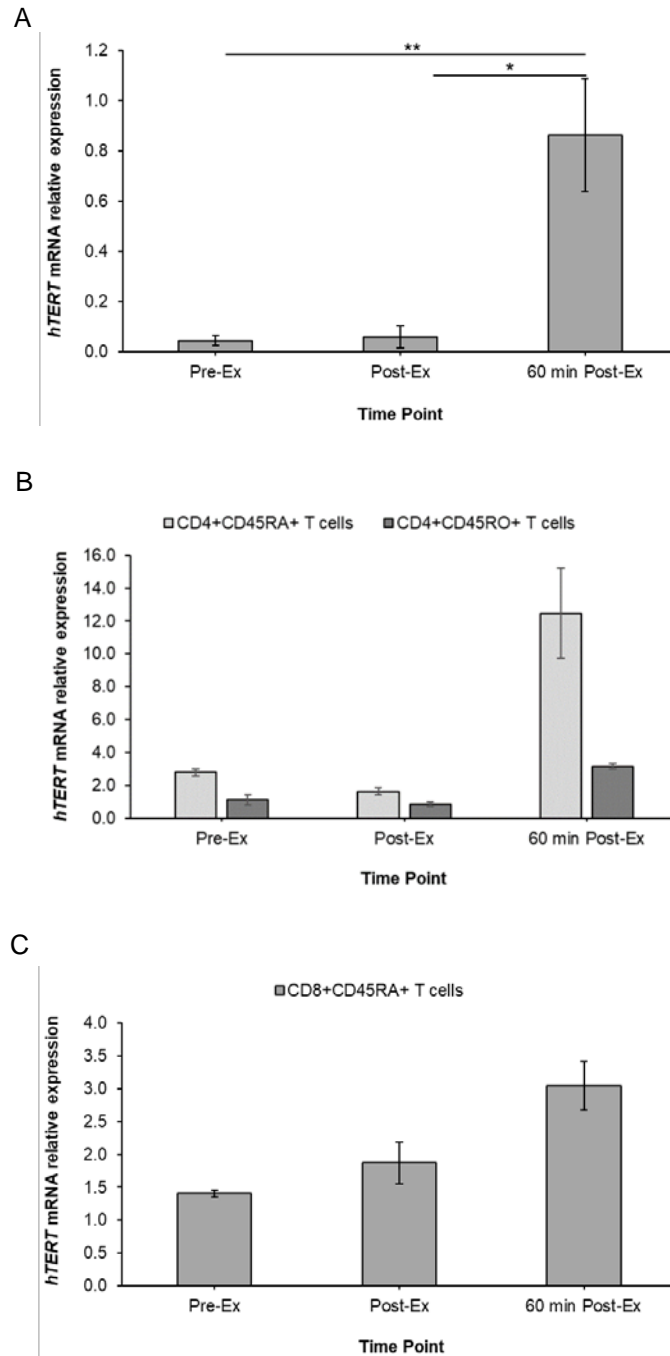 A
**
*
1.2
1.0
0.8
0.6
0.4
0.2
0.0
hTERT mRNA relative expression
Pre-Ex Post-Ex 60 min Post-Ex
Time Point
B
CD4+CD45RA+ T cells CD4+CD45RO+ T cells
16.0
14.0
12.0
10.0
8.0
6.0
4.0
2.0
0.0
hTERT mRNA relative expression
Pre-Ex Post-Ex 60 min Post-Ex
Time Point
C
CD8+CD45RA+ T cells
4.0
3.5
3.0
2.5
2.0
1.5
1.0
0.5
0.0
hTERT mRNA relative expression
Pre-Ex Post-Ex 60 min Post-Ex
Time Point